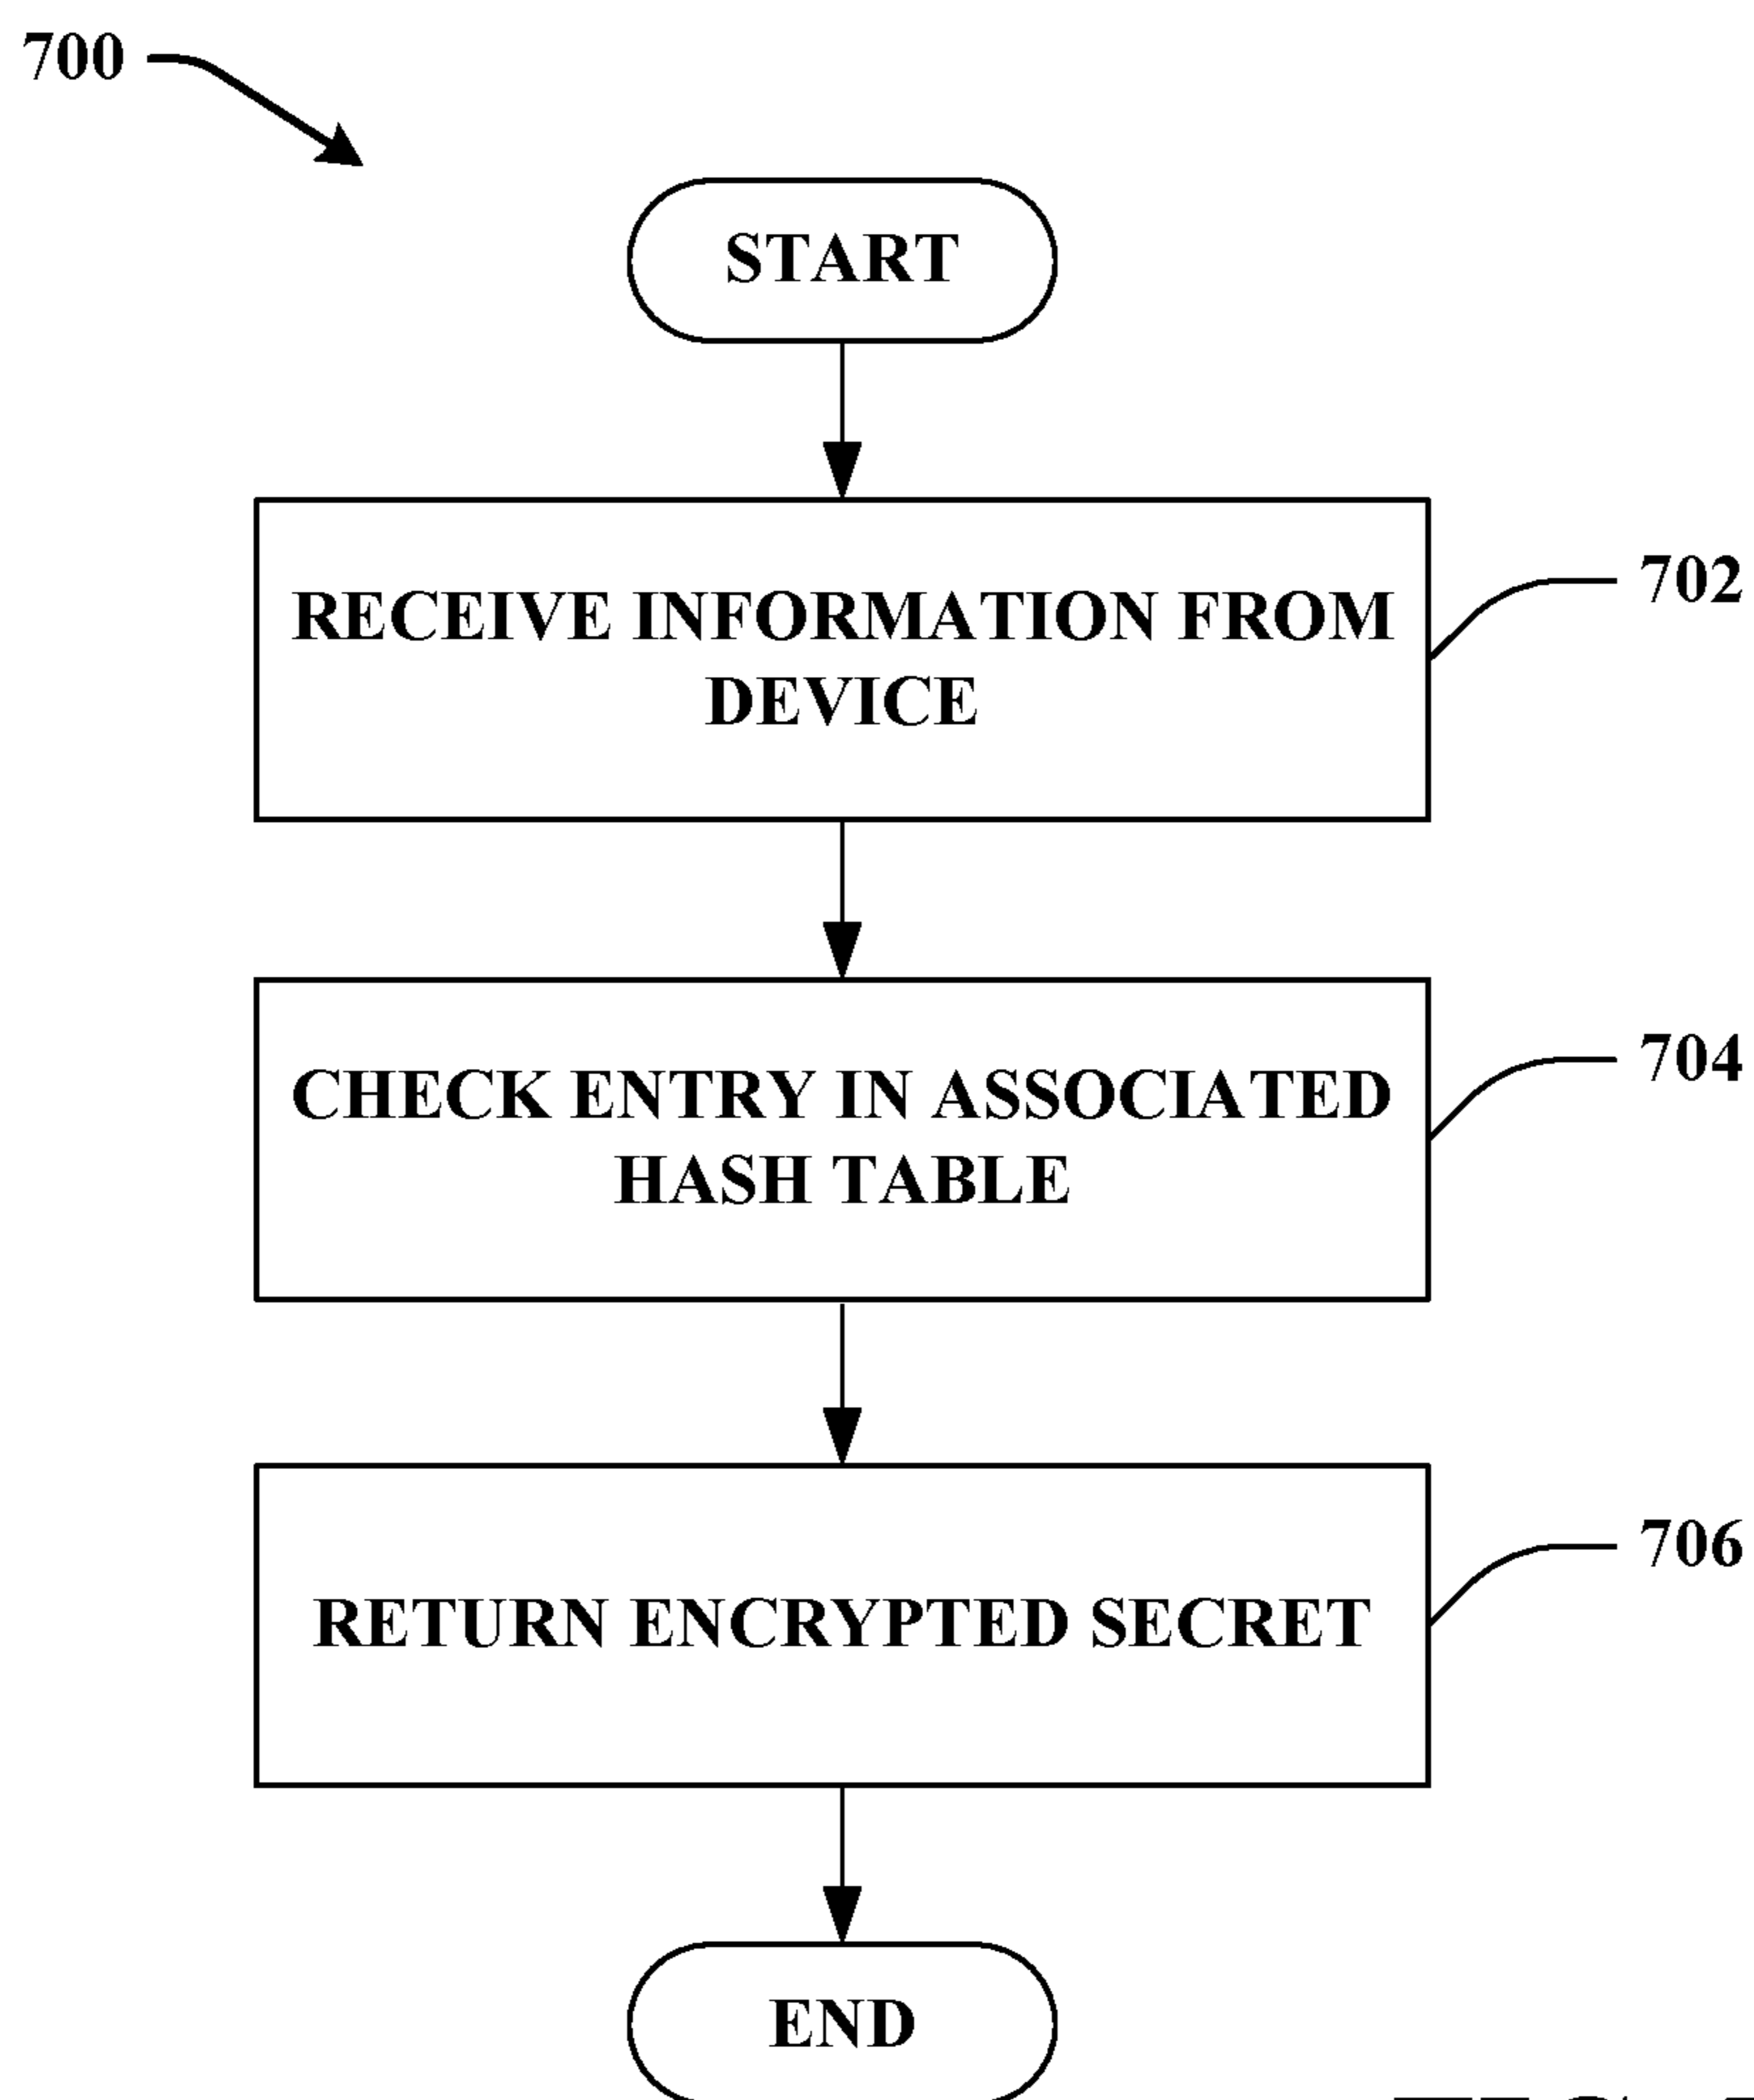 700
START
RECEIVE INFORMATION FROM
DEVICE
702
CHECK ENTRY IN ASSOCIATED
HASH TABLE
704
RETURN ENCRYPTED SECRET
706
END